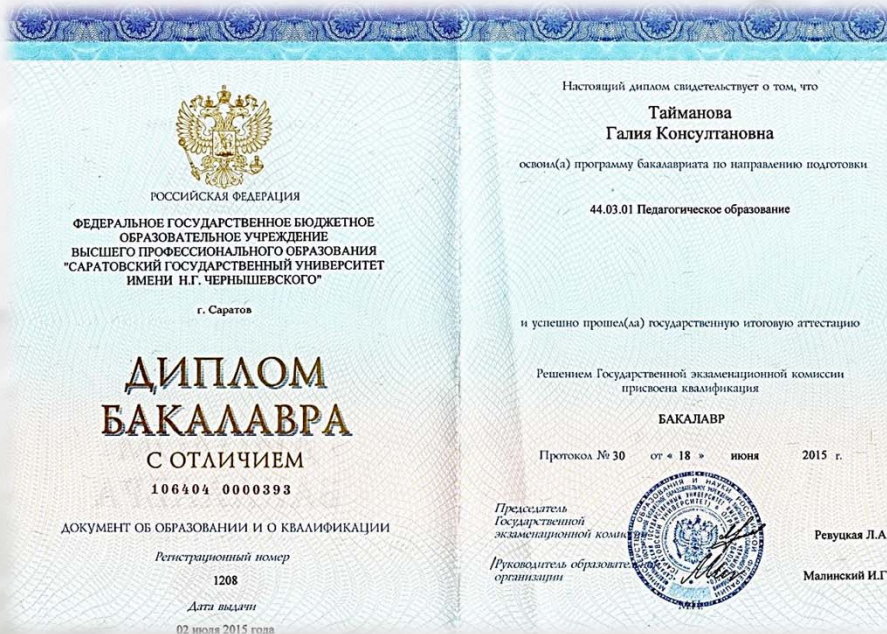 РОССИЙСКАЯ ФЕДЕРАЦИЯ
ФЕДЕРАЛЬНОЕ ГОСУДАРСТВЕННОЕ БЮДЖЕТНОЕ
ОБРАЗОВАТЕЛЬНОЕ УЧРЕЖДЕНИЕ
ВЫСШЕГО ПРОФЕССИОНАЛЬНОГО ОБРАЗОВАНИЯ
"САРАТОВСКИЙ ГОСУДАРСТВЕННЫЙ УНИВЕРСИТЕТ
ИМЕНИ Н.Г. ЧЕРНЫШЕВСКОГО"
г. Саратов
ДИПЛОМ
БАКАЛАВРА
С ОТЛИЧИЕМ
106404 0000393
ДОКУМЕНТ ОБ ОБРАЗОВАНИИ И О КВАЛИФИКАЦИИ
Регистрационный номер
1208
Дата выдачи
02 июля 2015 года
Настоящий диплом свидетельствует о том, что
Тайманова
Галия Консултановна
освоил(а) программу бакалавриата по направлению подготовки
44.03.01 Педагогическое образование
и успешно прошел(ла) государственную итоговую аттестацию
Решением Государственной экзаменационной комиссии
присвоена квалификация
БАКАЛАВР
Протокол № 30 от « 18 » июня 2015 г.
Председатель
Государственной
экзаменационной Ревуцкая Л.А
Руководитель
организации Малинский И.Г